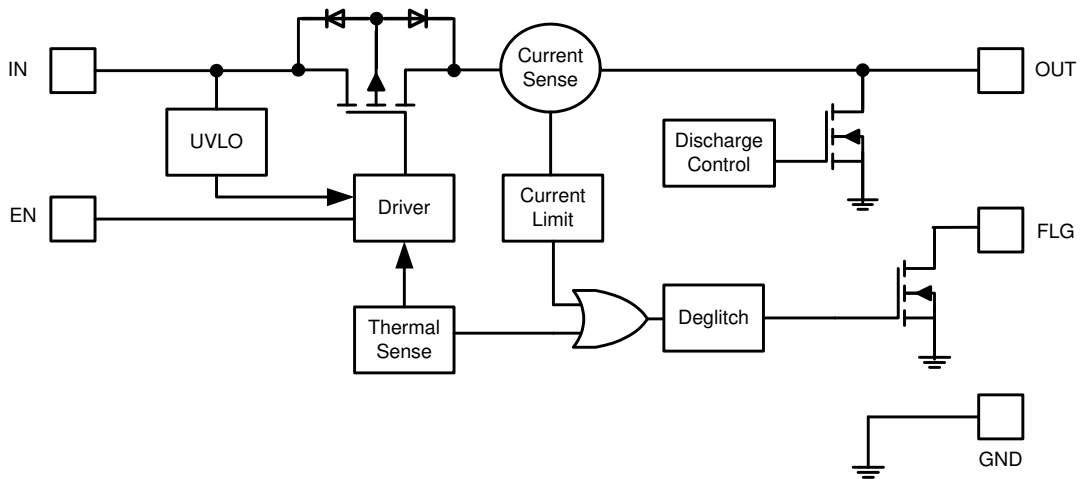 IN
UVLO
EN
Driver
Thermal
Sense
Current
Sense
Current
Limit
Deglitch
Discharge
Control
OUT
FLG
GND